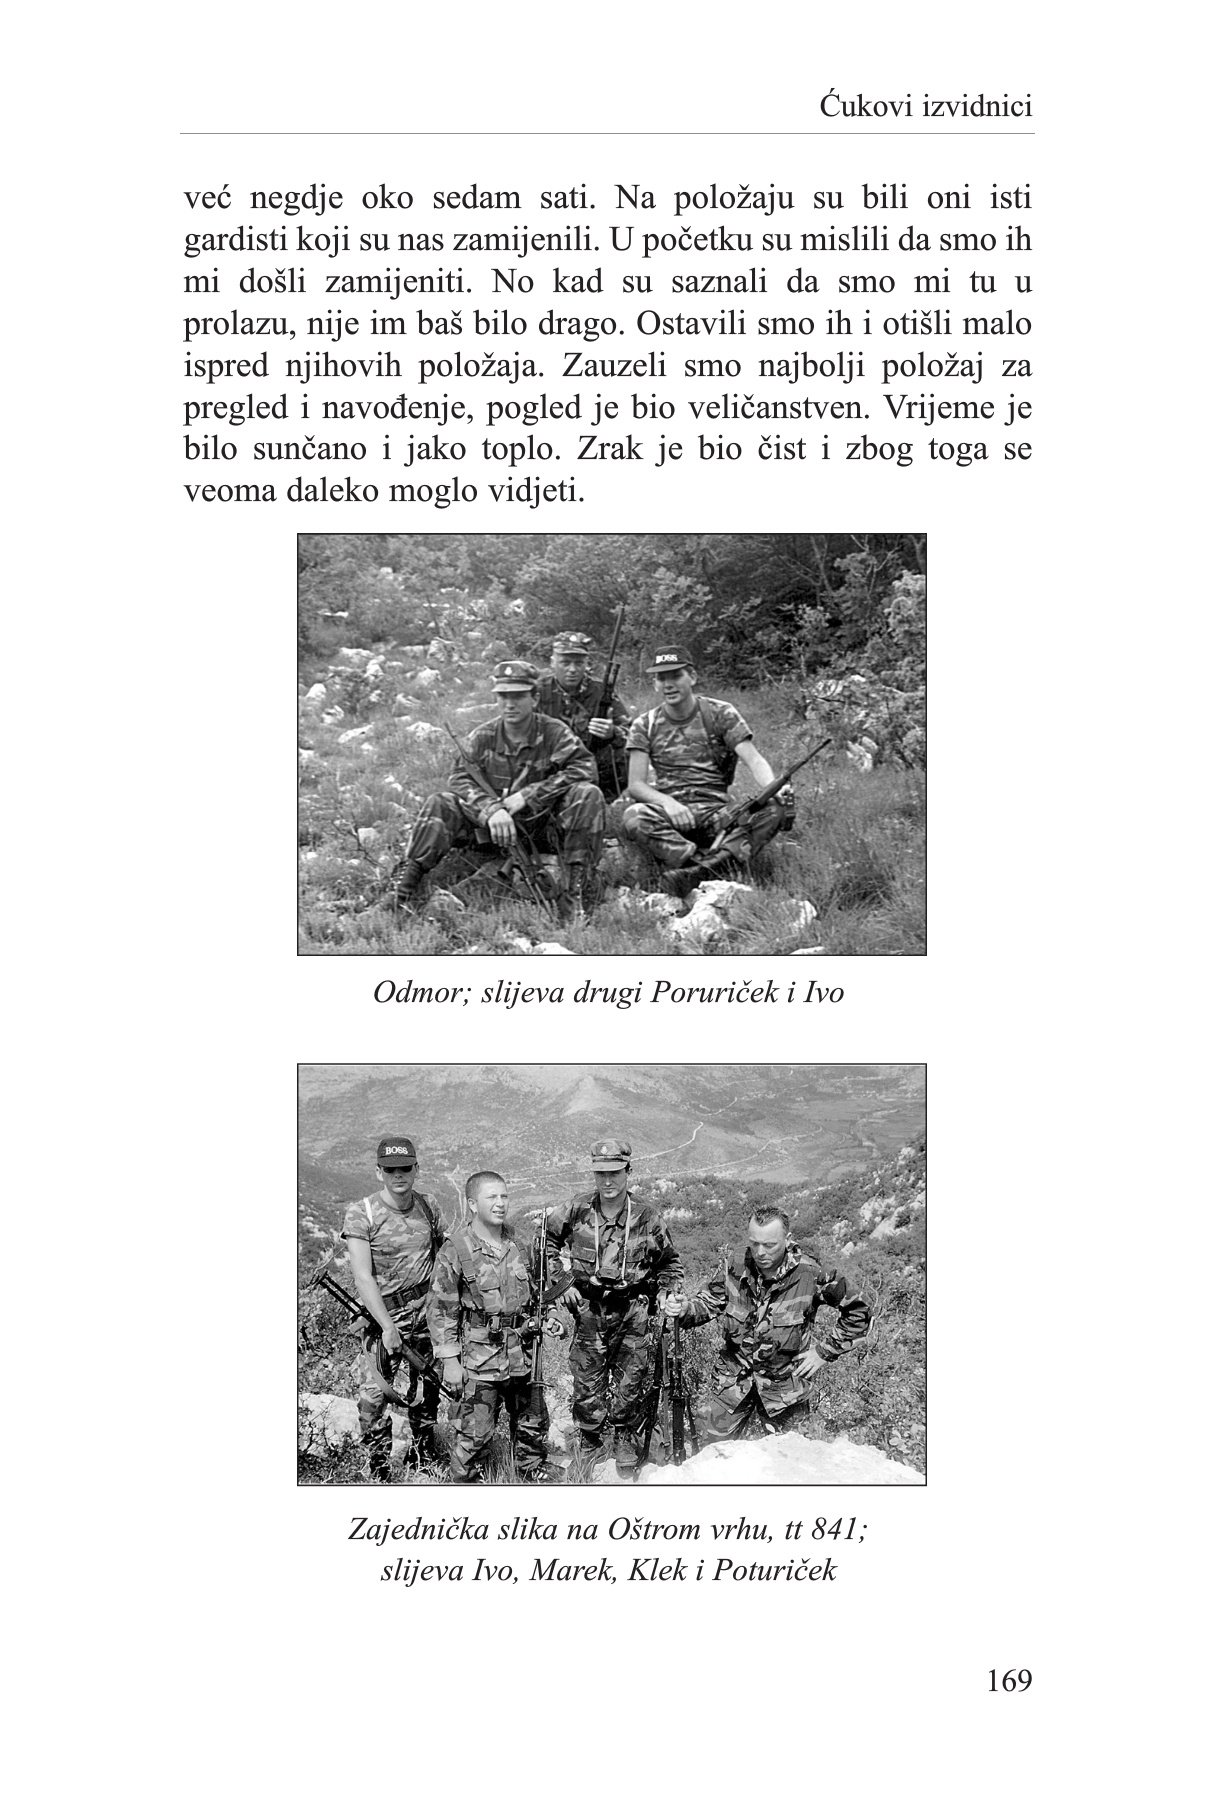 Ćukovi izvidnici
već negdje oko sedam sati. Na položaju su bili oni isti
gardisti koji su nas zamijenili. U početku su mislili da smo ih
mi došli zamijeniti. No kad su saznali da smo mi tu u
prolazu, nije im baš bilo drago. Ostavili smo ih i otišli malo
ispred njihovih položaja. Zauzeli smo najbolji položaj za
pregled i navođenje, pogled je bio veličanstven. Vrijeme je
bilo sunčano i jako toplo. Zrak je bio čist i zbog toga se
veoma daleko moglo vidjeti.
BOSS
Odmor; slijeva drugi Poruriček i Ivo
BOSS
Zajednička slika na Oštrom vrhu, tt 841;
slijeva Ivo, Marek, Klek i Poturiček
169